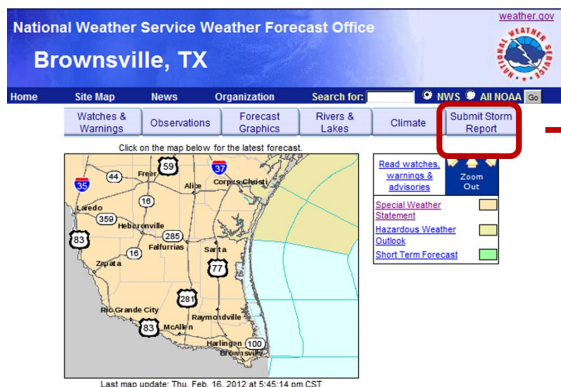 weather.gov
National Weather Service Weather Forecast Office
Brownsville, TX
NATIONAL WEATHER SERVICE
Home Site Map News Organization Search for: NWS All NOAA Go
Watches & Warnings
Observations
Forecast Graphics
Rivers & Lakes
Climate
Submit Storm Report
Click on the map below for the latest forecast.
37
59
35
44
Freer
Alice
Corpus Christi
16
Laredo
359
Hebbronville
285
83
Falfurrias
Sarita
16
Zapata
77
281
Rio Grande City
Raymondville
83
McAllen
Harlingen
100
Brownsville
Read watches, warnings & advisories
Zoom Out
Special Weather Statement
Hazardous Weather Outlook
Short Term Forecast
Last map update: Thu, Feb. 16, 2012 at 5:45:14 pm CST